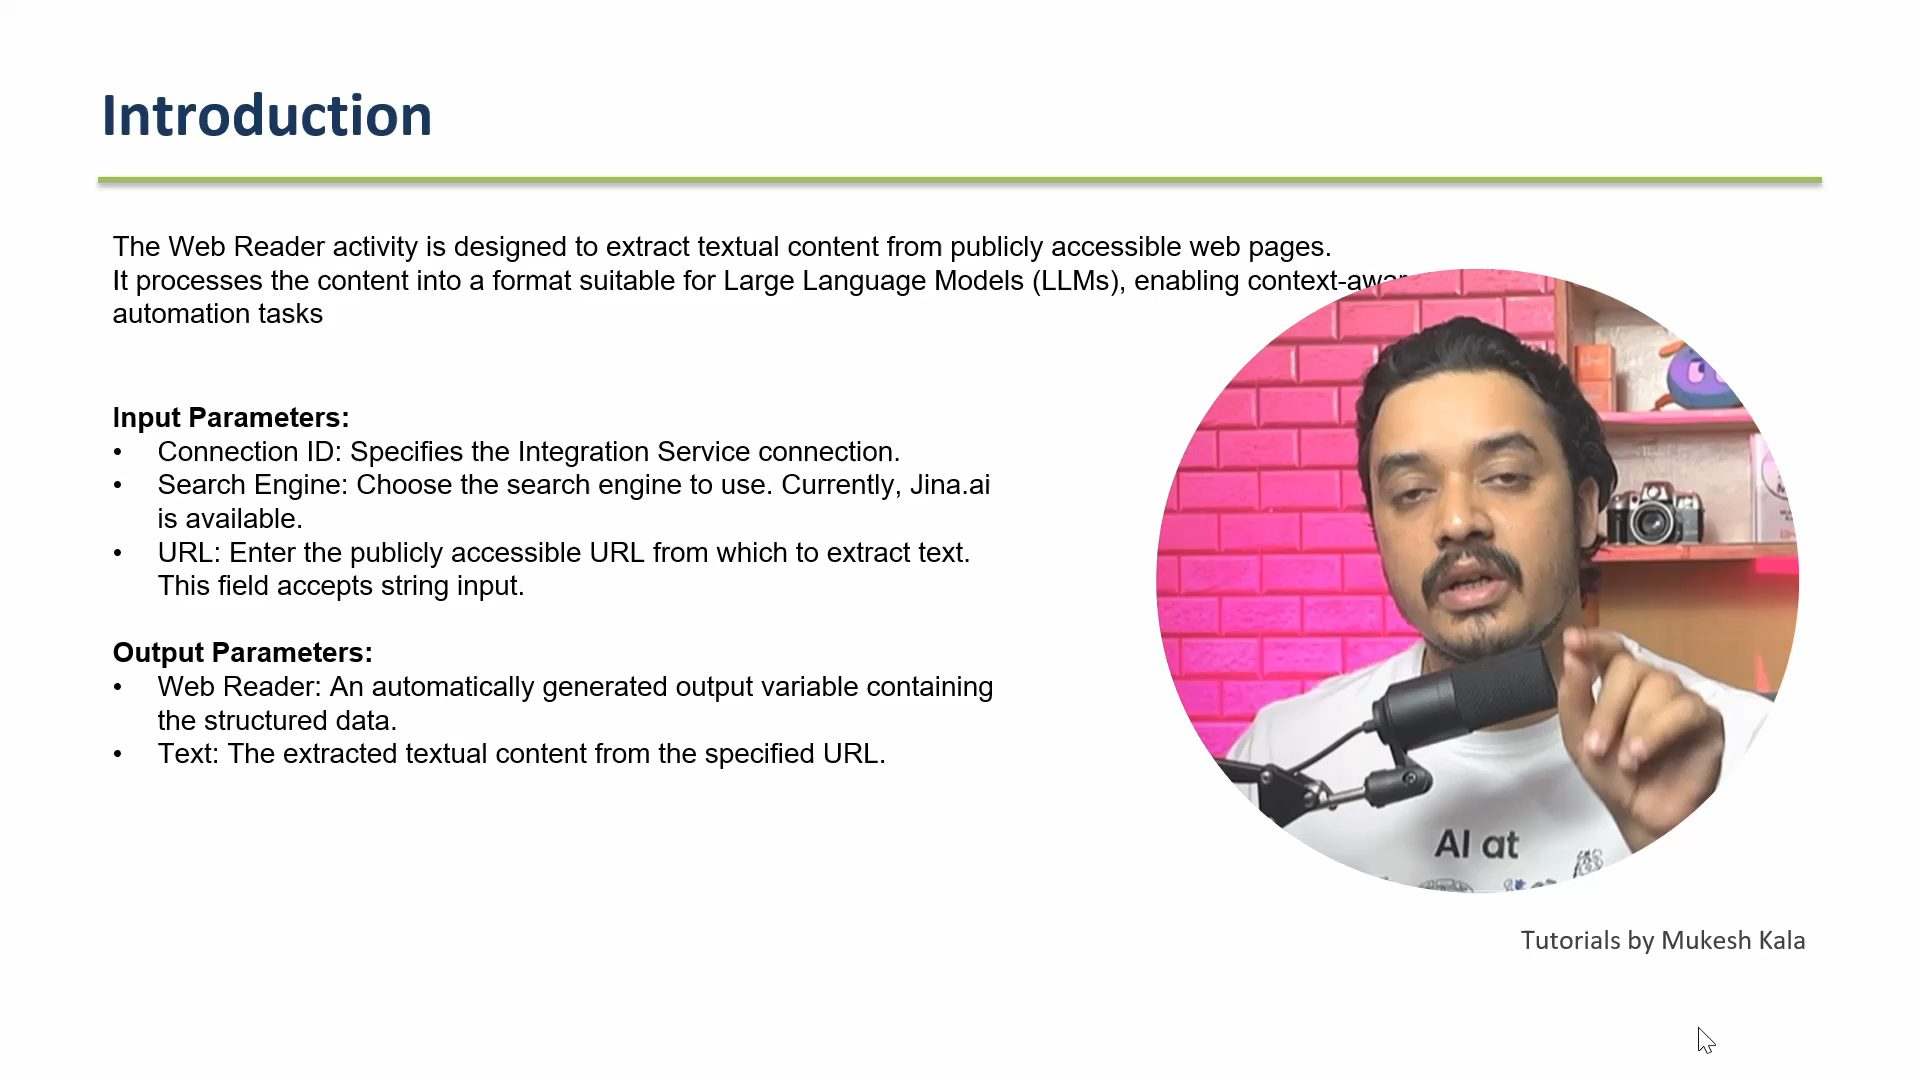 Introduction
The Web Reader activity is designed to extract textual content from publicly accessible web pages.
It processes the content into a format suitable for Large Language Models (LLMs), enabling
automation tasks
Input Parameters:
• Connection ID: Specifies the Integration Service connection.
• Search Engine: Choose the search engine to use. Currently, Jina.ai
is available.
• URL: Enter the publicly accessible URL from which to extract text.
This field accepts string input.
Output Parameters:
• Web Reader: An automatically generated output variable containing
the structured data.
• Text: The extracted textual content from the specified URL.
AI at
Tutorials by Mukesh Kala